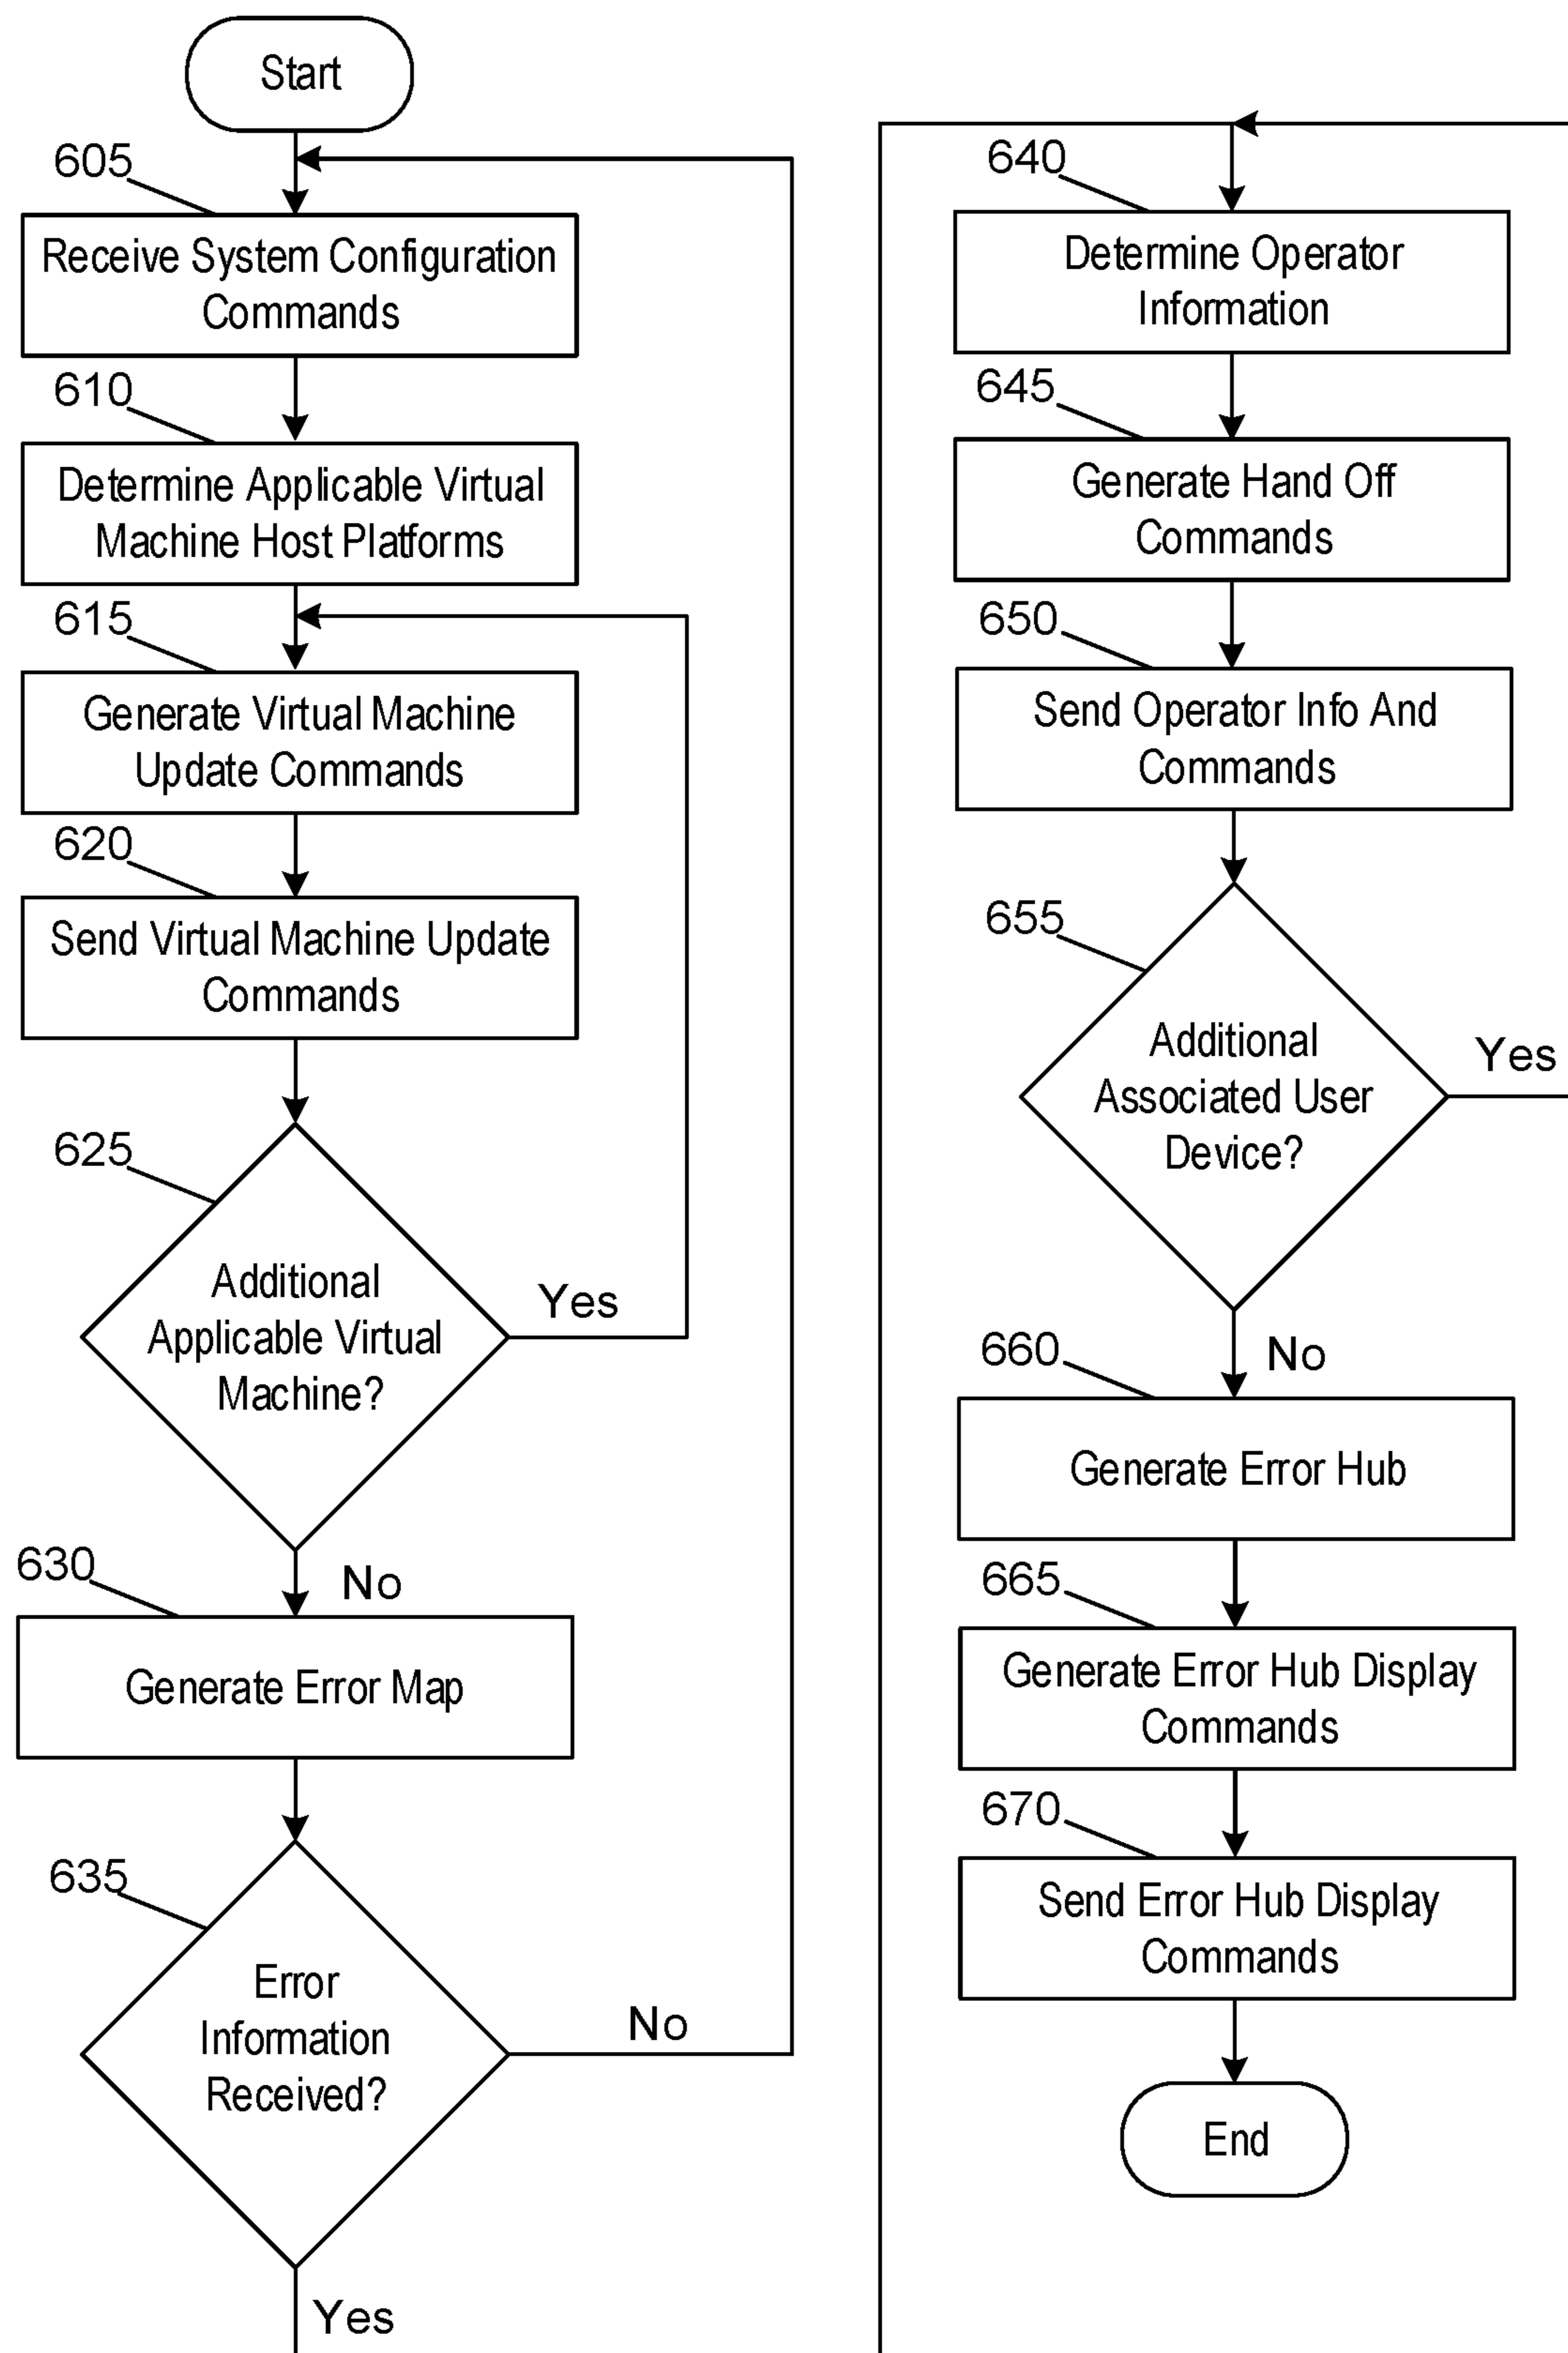 Start
605
Receive System Configuration
Commands
610
Determine Applicable Virtual
Machine Host Platforms
615
Generate Virtual Machine
Update Commands
620
Send Virtual Machine Update
Commands
625
Additional
Applicable Virtual
Machine?
Yes
No
630
Generate Error Map
635
Error
Information
Received?
No
Yes
640
Determine Operator
Information
645
Generate Hand Off
Commands
650
Send Operator Info And
Commands
655
Additional
Associated User
Device?
Yes
No
660
Generate Error Hub
665
Generate Error Hub Display
Commands
670
Send Error Hub Display
Commands
End